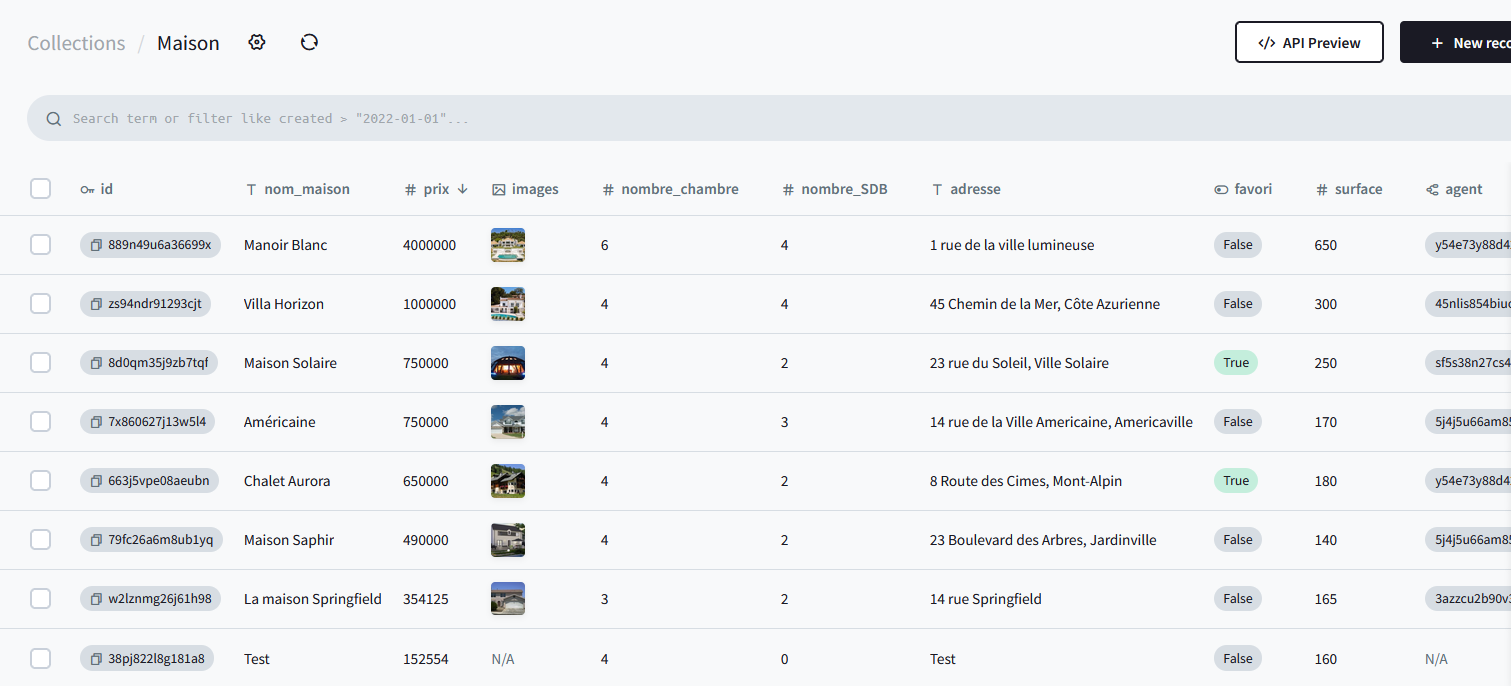 Collections / Maison
API Preview
+ New reco
Search term or filter like created > "2022-01-01"...
id nom_maison # prix images # nombre_chambre # nombre_SDB adresse favori # surface agent
889n49u6a36699x Manoir Blanc 4000000 6 4 1 rue de la ville lumineuse False 650 y54e73y88d4
zs94ndr91293cjt Villa Horizon 1000000 4 4 45 Chemin de la Mer, Côte Azurienne False 300 45nlis854biu
8d0qm35j9zb7tqf Maison Solaire 750000 4 2 23 rue du Soleil, Ville Solaire True 250 sf5s38n27cs4
7x860627j13w5l4 Américaine 750000 4 3 14 rue de la Ville Americaine, Americaville False 170 5j4j5u66am85
663j5vpe08aeubn Chalet Aurora 650000 4 2 8 Route des Cimes, Mont-Alpin True 180 y54e73y88d4
79fc26a6m8ub1yq Maison Saphir 490000 4 2 23 Boulevard des Arbres, Jardinville False 140 5j4j5u66am85
w2lznmg26j61h98 La maison Springfield 354125 3 2 14 rue Springfield False 165 3azzcu2b90v
38pj822l8g181a8 Test 152554 N/A 4 0 Test False 160 N/A